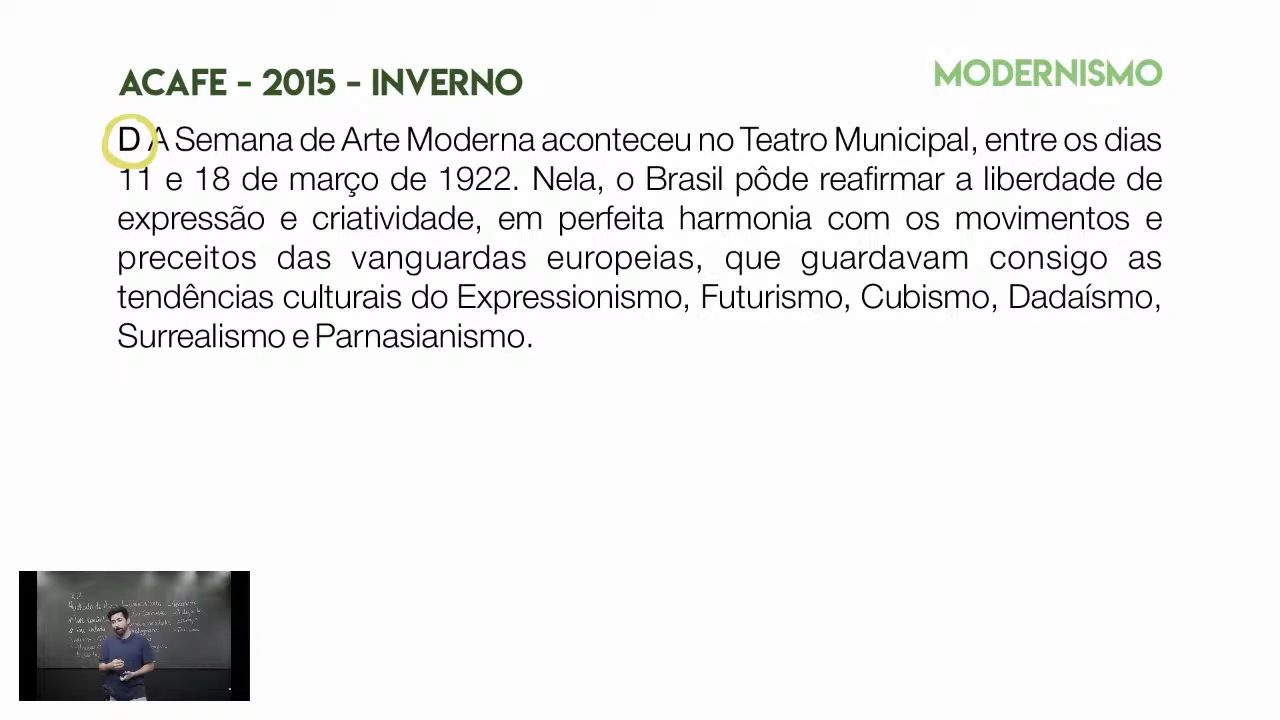 ACAFE - 2015 - INVERNO
MODERNISMO
D A Semana de Arte Moderna aconteceu no Teatro Municipal, entre os dias
11 e 18 de março de 1922. Nela, o Brasil pôde reafirmar a liberdade de
expressão e criatividade, em perfeita harmonia com os movimentos e
preceitos das vanguardas europeias, que guardavam consigo as
tendências culturais do Expressionismo, Futurismo, Cubismo, Dadaísmo,
Surrealismo e Parnasianismo.